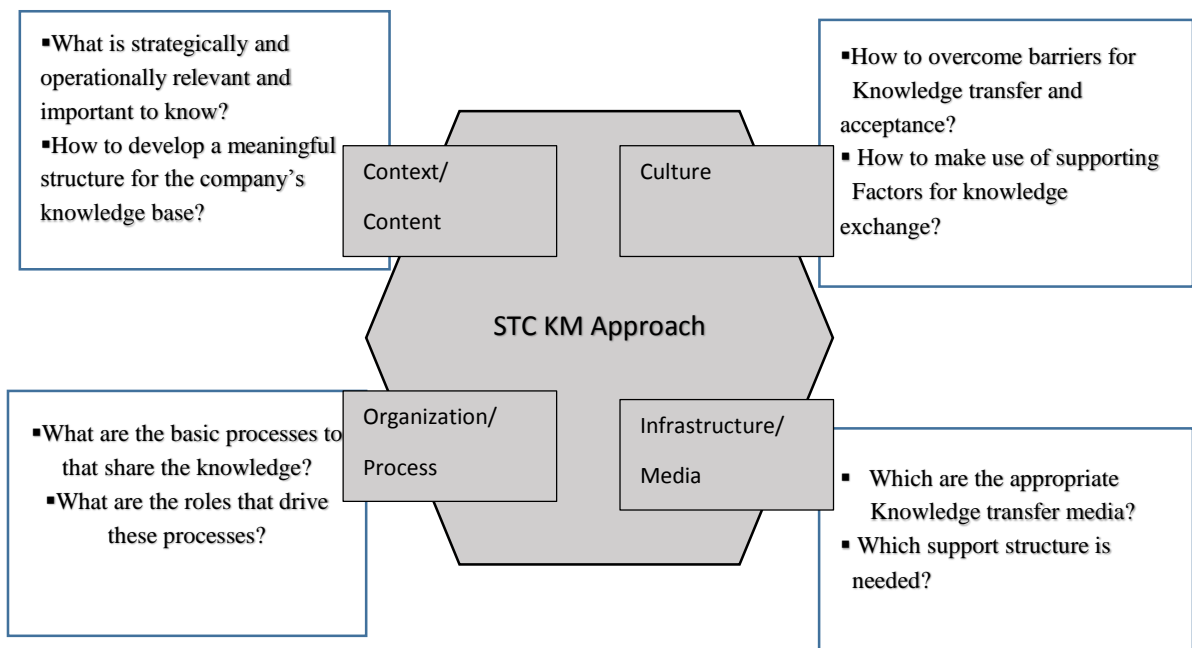 ▪What is strategically and
operationally relevant and
important to know?
▪How to develop a meaningful
structure for the company’s
knowledge base?
▪How to overcome barriers for
Knowledge transfer and
acceptance?
▪ How to make use of supporting
Factors for knowledge
exchange?
Context/
Content
Culture
STC KM Approach
Organization/
Process
Infrastructure/
Media
▪What are the basic processes to
that share the knowledge?
▪What are the roles that drive
these processes?
▪ Which are the appropriate
Knowledge transfer media?
▪ Which support structure is
needed?